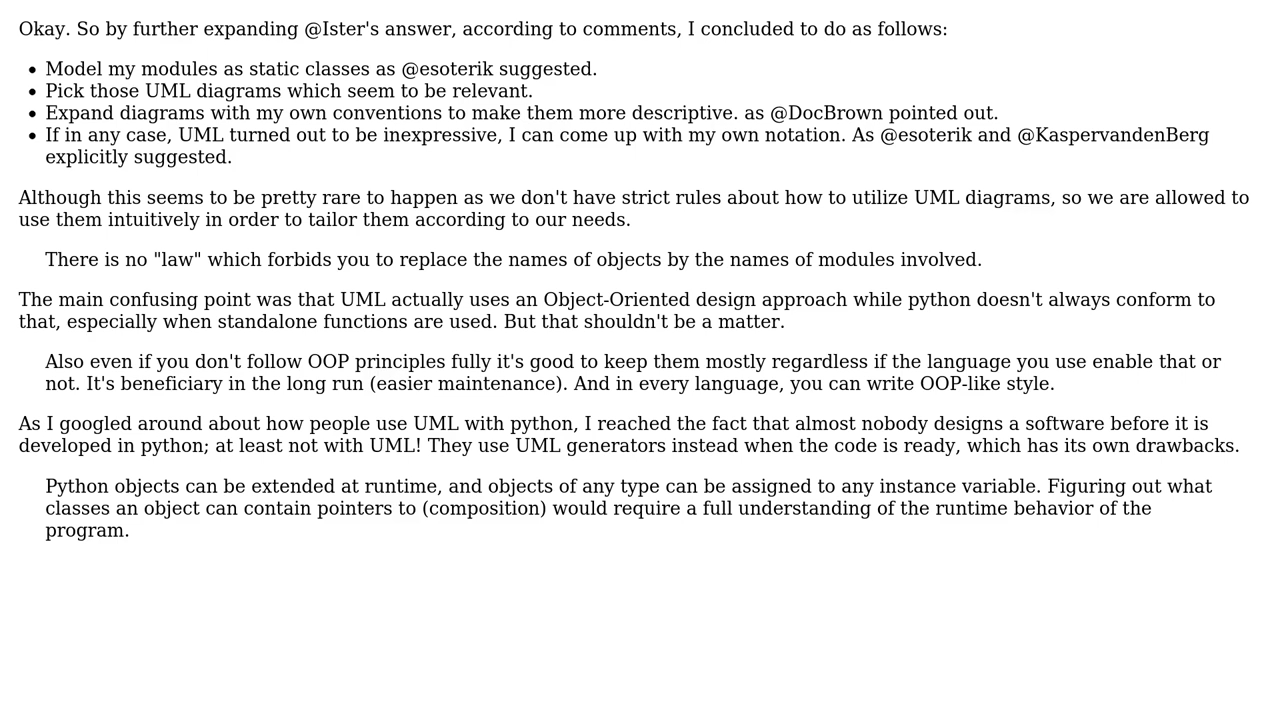 Okay. So by further expanding @Ister's answer, according to comments, I concluded to do as follows:
• Model my modules as static classes as @esoterik suggested.
• Pick those UML diagrams which seem to be relevant.
• Expand diagrams with my own conventions to make them more descriptive. as @DocBrown pointed out.
• If in any case, UML turned out to be inexpressive, I can come up with my own notation. As @esoterik and @KaspervandenBerg
explicitly suggested.
Although this seems to be pretty rare to happen as we don't have strict rules about how to utilize UML diagrams, so we are allowed to
use them intuitively in order to tailor them according to our needs.
There is no "law" which forbids you to replace the names of objects by the names of modules involved.
The main confusing point was that UML actually uses an Object-Oriented design approach while python doesn't always conform to
that, especially when standalone functions are used. But that shouldn't be a matter.
Also even if you don't follow OOP principles fully it's good to keep them mostly regardless if the language you use enable that or
not. It's beneficiary in the long run (easier maintenance). And in every language, you can write OOP-like style.
As I googled around about how people use UML with python, I reached the fact that almost nobody designs a software before it is
developed in python; at least not with UML! They use UML generators instead when the code is ready, which has its own drawbacks.
Python objects can be extended at runtime, and objects of any type can be assigned to any instance variable. Figuring out what
classes an object can contain pointers to (composition) would require a full understanding of the runtime behavior of the
program.